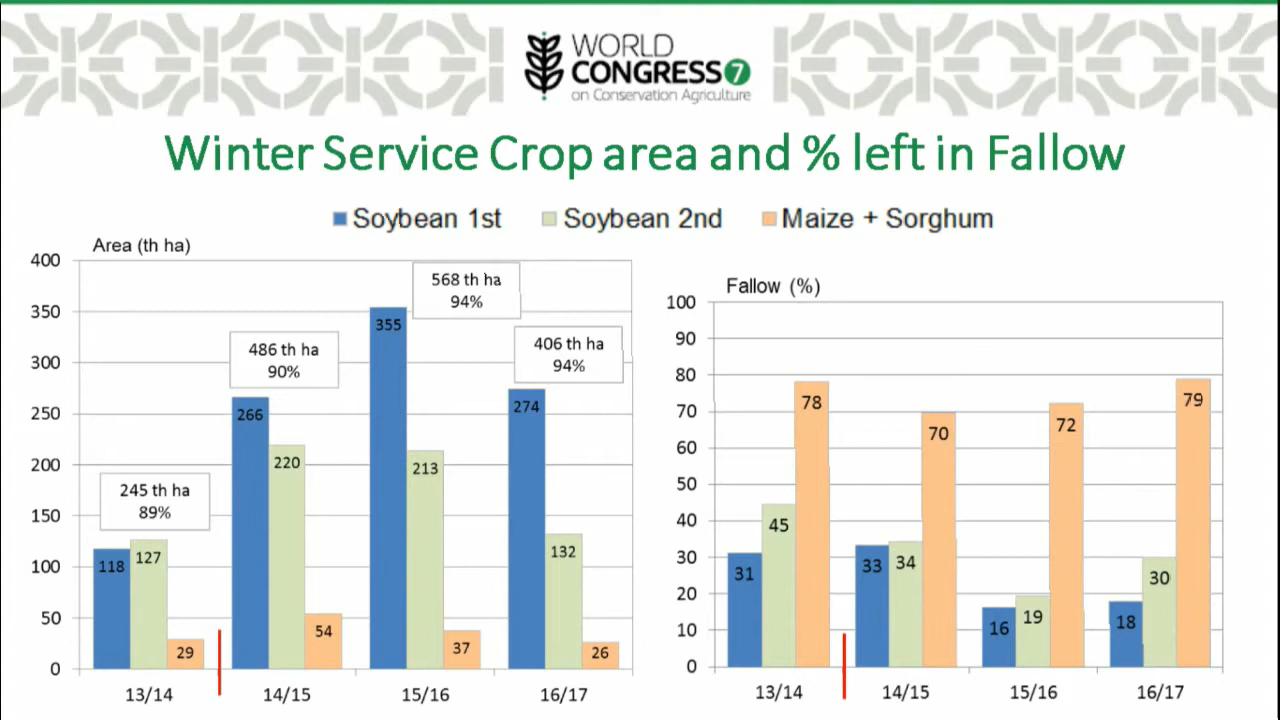 WORLD
CONGRESS 7
on Conservation Agriculture
Winter Service Crop area and % left in Fallow
Soybean 1st Soybean 2nd Maize + Sorghum
Area (th ha)
400
350
300
250
200
150
100
50
0
245 th ha
89%
486 th ha
90%
568 th ha
94%
406 th ha
94%
118 127 29
266 220 54
355 213 37
274 132 26
13/14 14/15 15/16 16/17
Fallow (%)
100
90
80
70
60
50
40
30
20
10
0
31 45 78
33 34 70
16 19 72
18 30 79
13/14 14/15 15/16 16/17